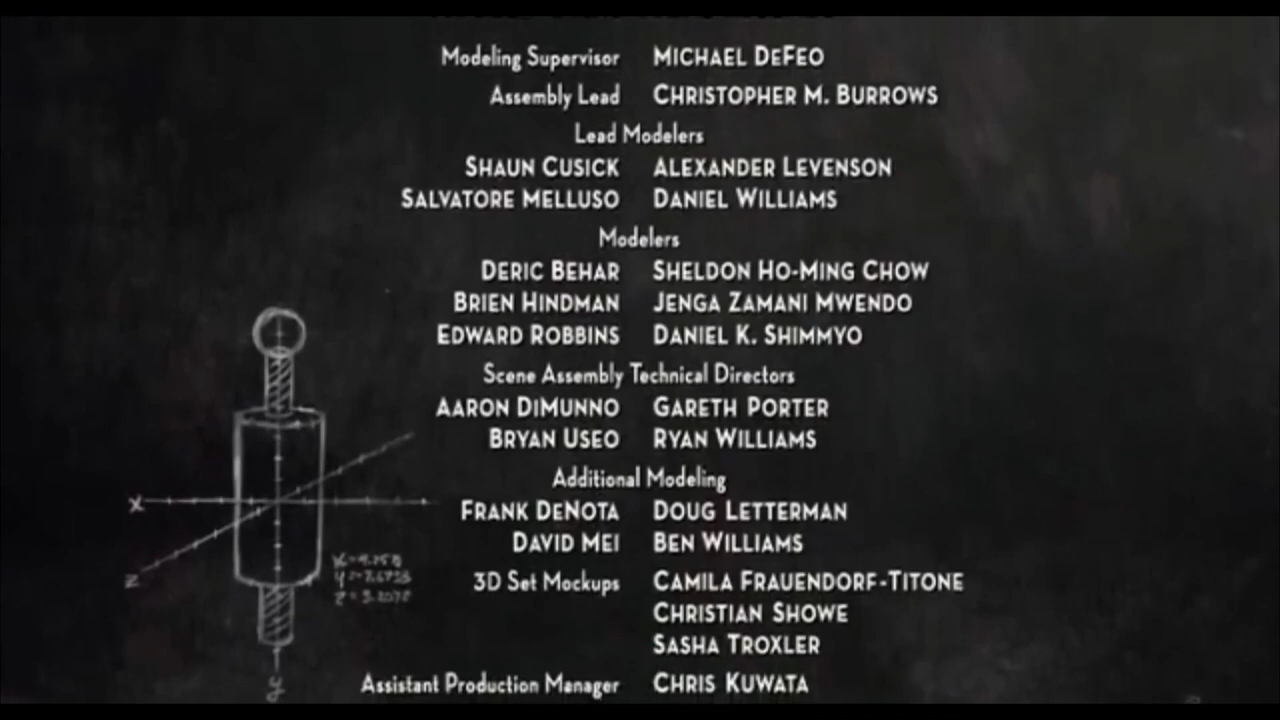 Modeling Supervisor MICHAEL DEFEO
Assembly Lead CHRISTOPHER M. BURROWS
Lead Modelers
SHAUN CUSICK ALEXANDER LEVENSON
SALVATORE MELLUSO DANIEL WILLIAMS
Modelers
DERIC BEHAR SHELDON HO-MING CHOW
BRIEN HINDMAN JENGA ZAMANI MWENDO
EDWARD ROBBINS DANIEL K. SHIMMYO
Scene Assembly Technical Directors
AARON DIMUNNO GARETH PORTER
BRYAN USEO RYAN WILLIAMS
Additional Modeling
FRANK DENOTA DOUG LETTERMAN
DAVID MEI BEN WILLIAMS
3D Set Mockups CAMILA FRAUENDORF-TITONE
CHRISTIAN SHOWE
SASHA TROXLER
Assistant Production Manager CHRIS KUWATA
X
Z